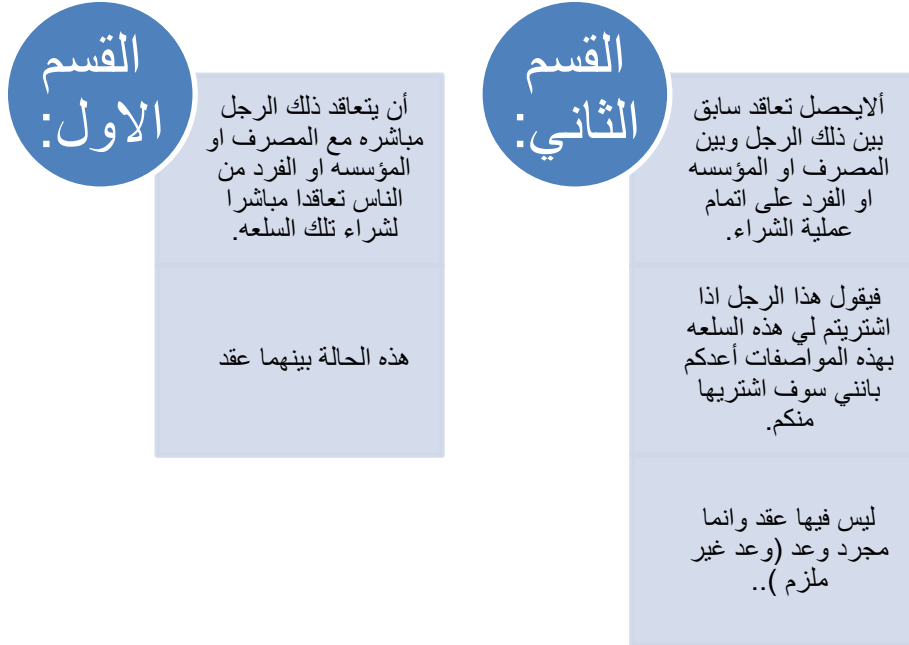 القسم
الاول:
أن يتعاقد ذلك الرجل
مباشره مع المصرف او
المؤسسه او الفرد من
الناس تعاقدا مباشرا
لشراء تلك السلعه.
هذه الحالة بينهما عقد
القسم
الثاني:
ألايحصل تعاقد سابق
بين ذلك الرجل وبين
المصرف او المؤسسه
او الفرد على اتمام
عملية الشراء.
فيقول هذا الرجل اذا
اشتريتم لي هذه السلعه
بهذه المواصفات أعدكم
بانني سوف اشتريها
منكم.
ليس فيها عقد وانما
مجرد وعد (وعد غير
ملزم )..